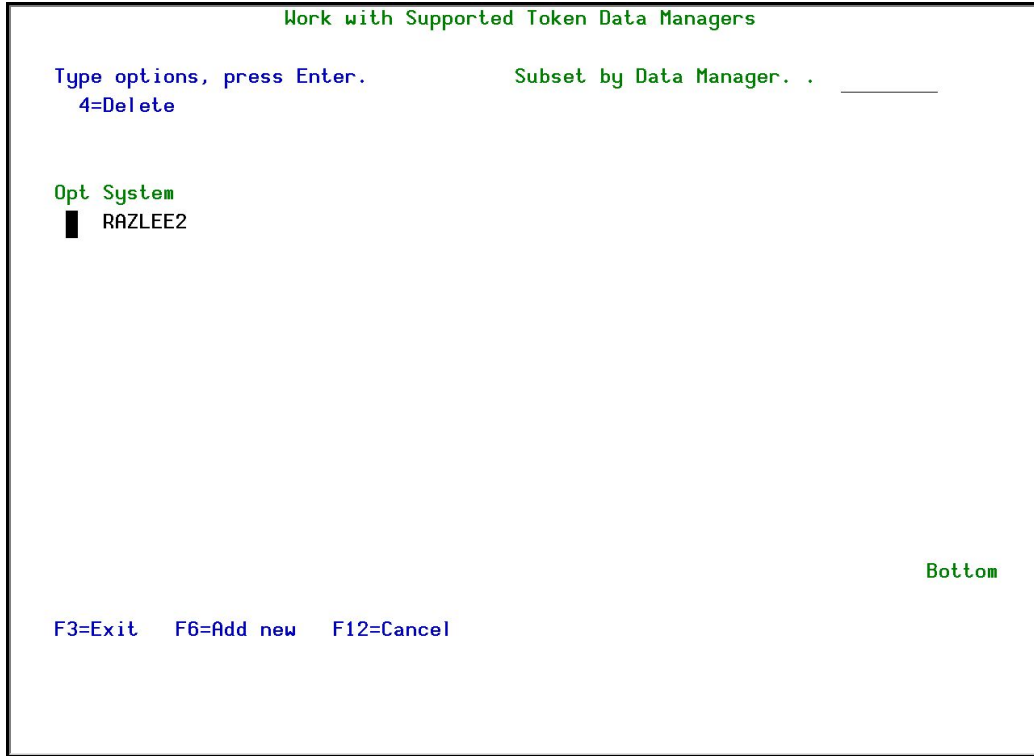 Work with Supported Token Data Managers
Type options, press Enter. Subset by Data Manager. .
4=Delete
Opt System
RAZLEE2
Bottom
F3=Exit F6=Add new F12=Cancel